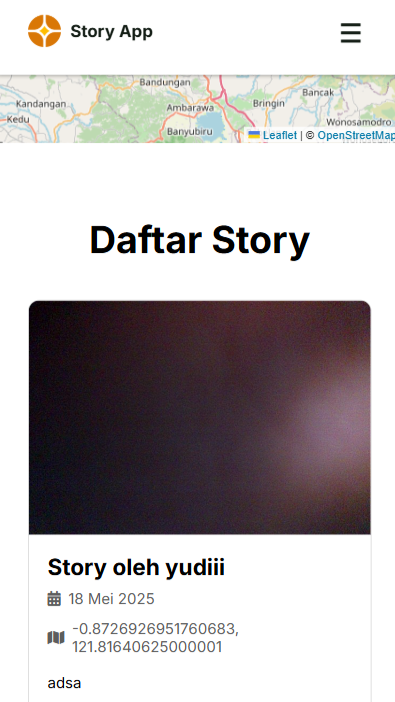 Story App
Bandungan
Kandangan
Bancak
Bringin
Ambarawa
Kedu
Wonosamodro
Banyubiru
Leaflet | © OpenStreetMap
Daftar Story
Story oleh yudiii
18 Mei 2025
-0.8726926951760683,
121.81640625000001
adsa